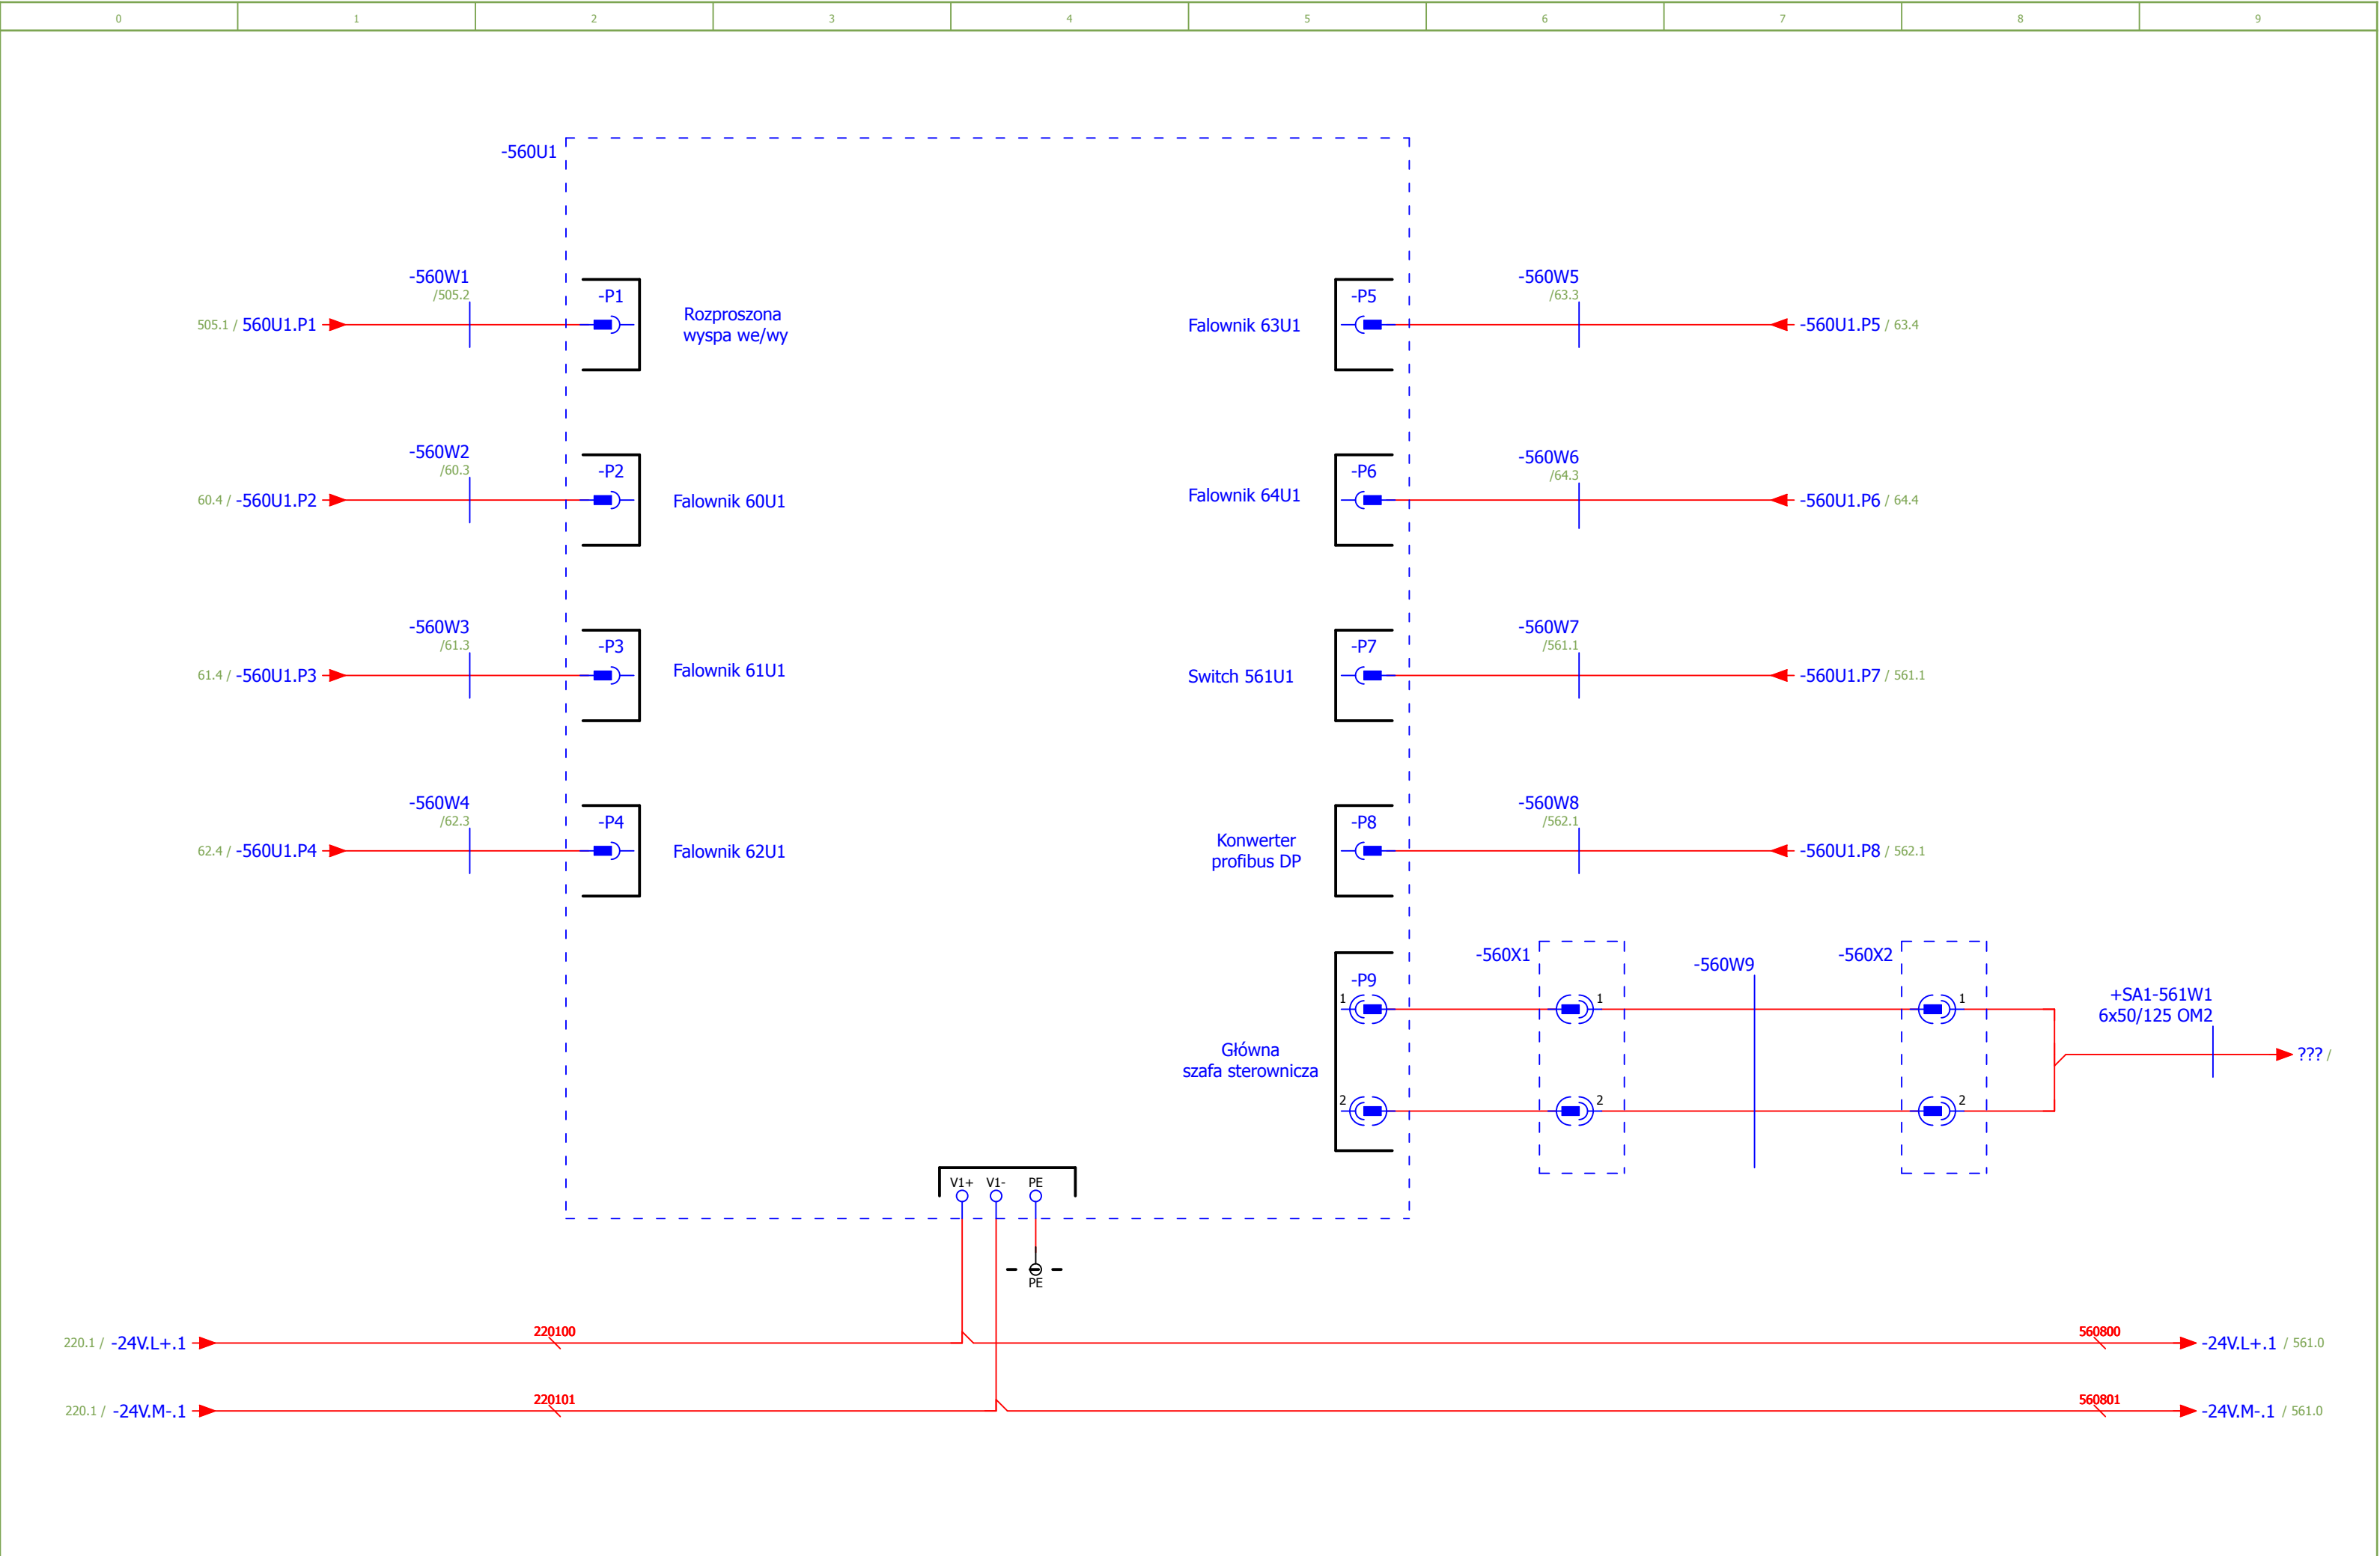 0 1 2 3 4 5 6 7 8 9
-560U1
-560W1
/505.2
505.1 / 560U1.P1
-P1
Rozproszona
wyspa we/wy
-560W5
/63.3
-P5
Falownik 63U1
-560U1.P5 / 63.4
-560W2
/60.3
60.4 / -560U1.P2
-P2
Falownik 60U1
-560W6
/64.3
-P6
Falownik 64U1
-560U1.P6 / 64.4
-560W3
/61.3
61.4 / -560U1.P3
-P3
Falownik 61U1
-560W7
/561.1
-P7
Switch 561U1
-560U1.P7 / 561.1
-560W4
/62.3
62.4 / -560U1.P4
-P4
Falownik 62U1
-560W8
/562.1
-P8
Konwerter
profibus DP
-560U1.P8 / 562.1
-560X1
-560W9
-560X2
-P9
1 1 1
+SA1-561W1
6x50/125 OM2
Główna
szafa sterownicza
??? /
2 2 2
V1+ V1- PE
PE
220100
560800
220.1 / -24V.L+.1
-24V.L+.1 / 561.0
220101
560801
220.1 / -24V.M-.1
-24V.M-.1 / 561.0